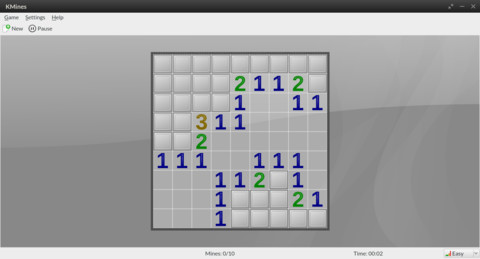 KMines
Game Settings Help
New Pause
2 1 1 2
1 1 1
3 1 1
2
1 1 1 1 1 1
1 1 2 1
1 2 1
1
Mines: 0/10 Time: 00:02 Easy